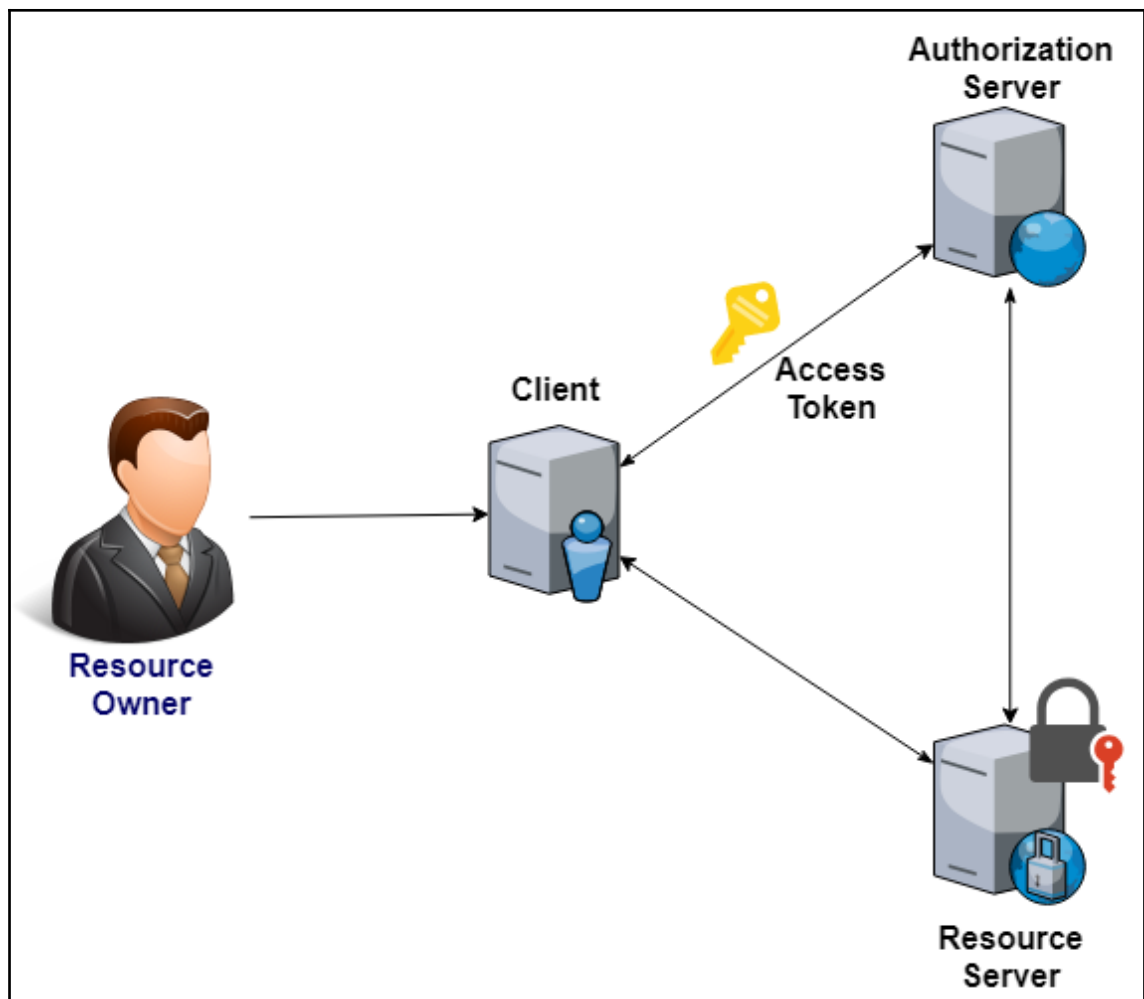 Authorization
Server
Access
Token
Client
Resource
Owner
Resource
Server